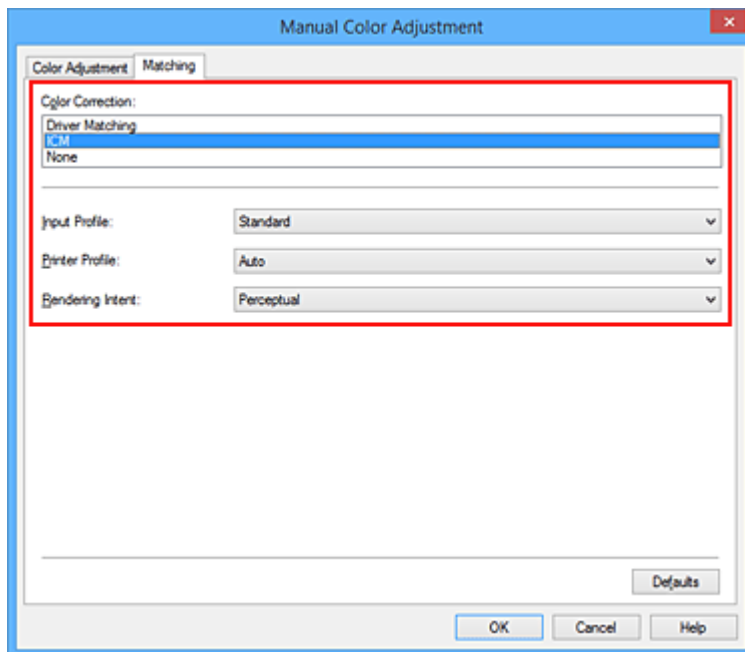 Manual Color Adjustment
Color Adjustment Matching
Color Correction:
Driver Matching
ICM
None
Input Profile: Standard
Printer Profile: Auto
Rendering Intent: Perceptual
Defaults
OK Cancel Help